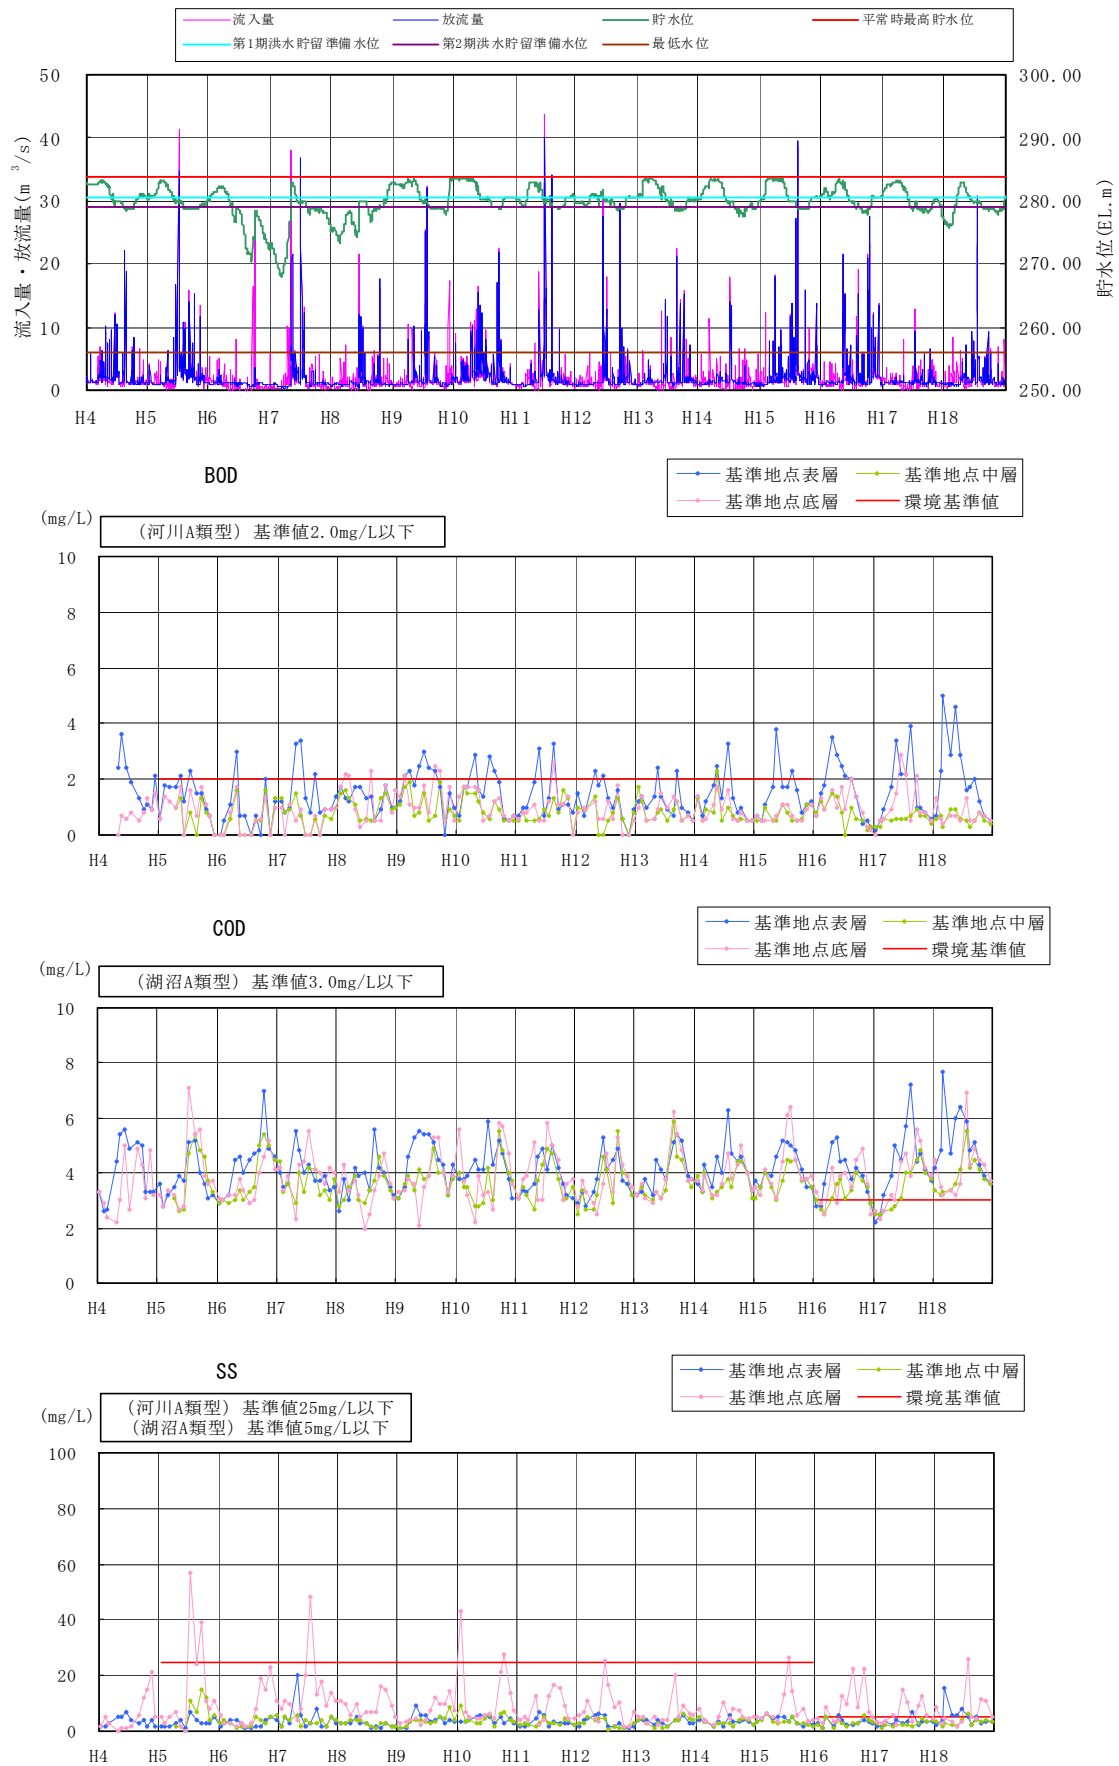 流入量 放流量 貯水位 平常時最高貯水位
第1期洪水貯留準備水位 第2期洪水貯留準備水位 最低水位
流入量・放流量(m³/s)
50
40
30
20
10
0
300.00
290.00
280.00
270.00
260.00
250.00
貯水位(EL.m)
H4 H5 H6 H7 H8 H9 H10 H11 H12 H13 H14 H15 H16 H17 H18
BOD
基準地点表層 基準地点中層
基準地点底層 環境基準値
(mg/L)
(河川A類型) 基準値2.0mg/L以下
10
8
6
4
2
0
H4 H5 H6 H7 H8 H9 H10 H11 H12 H13 H14 H15 H16 H17 H18
COD
基準地点表層 基準地点中層
基準地点底層 環境基準値
(mg/L)
(湖沼A類型) 基準値3.0mg/L以下
10
8
6
4
2
0
H4 H5 H6 H7 H8 H9 H10 H11 H12 H13 H14 H15 H16 H17 H18
SS
基準地点表層 基準地点中層
基準地点底層 環境基準値
(mg/L)
(河川A類型) 基準値25mg/L以下
(湖沼A類型) 基準値5mg/L以下
100
80
60
40
20
0
H4 H5 H6 H7 H8 H9 H10 H11 H12 H13 H14 H15 H16 H17 H18